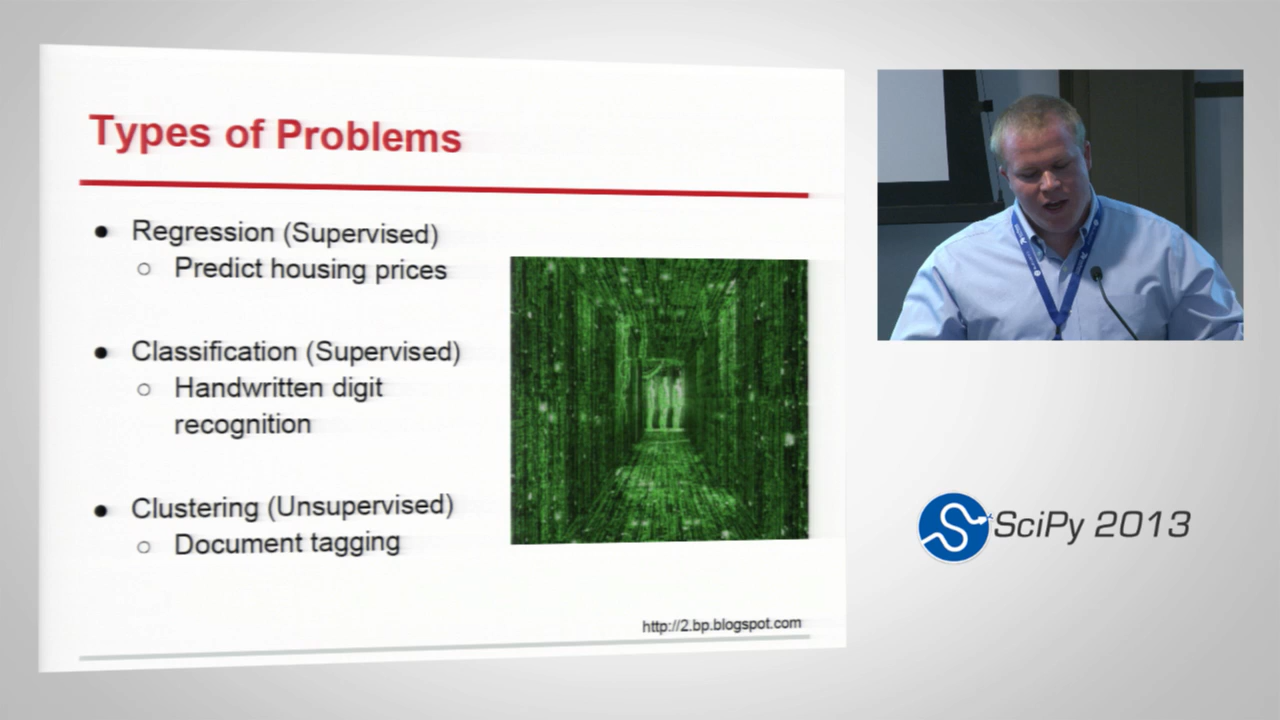 Types of Problems
● Regression (Supervised)
○ Predict housing prices
● Classification (Supervised)
○ Handwritten digit
recognition
● Clustering (Unsupervised)
○ Document tagging
http://2.bp.blogspot.com
SciPy 2013